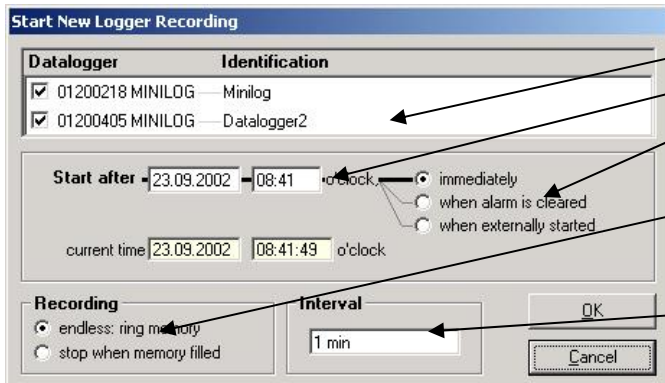 Start New Logger Recording
Datalogger Identification
01200218 MINILOG Minilog
01200405 MINILOG Datalogger2
Start after 23.09.2002 08:41 o'clock, immediately
when alarm is cleared
when externally started
current time 23.09.2002 08:41:49 o'clock
Recording Interval
endless: ring memory
stop when memory filled
1 min
OK
Cancel